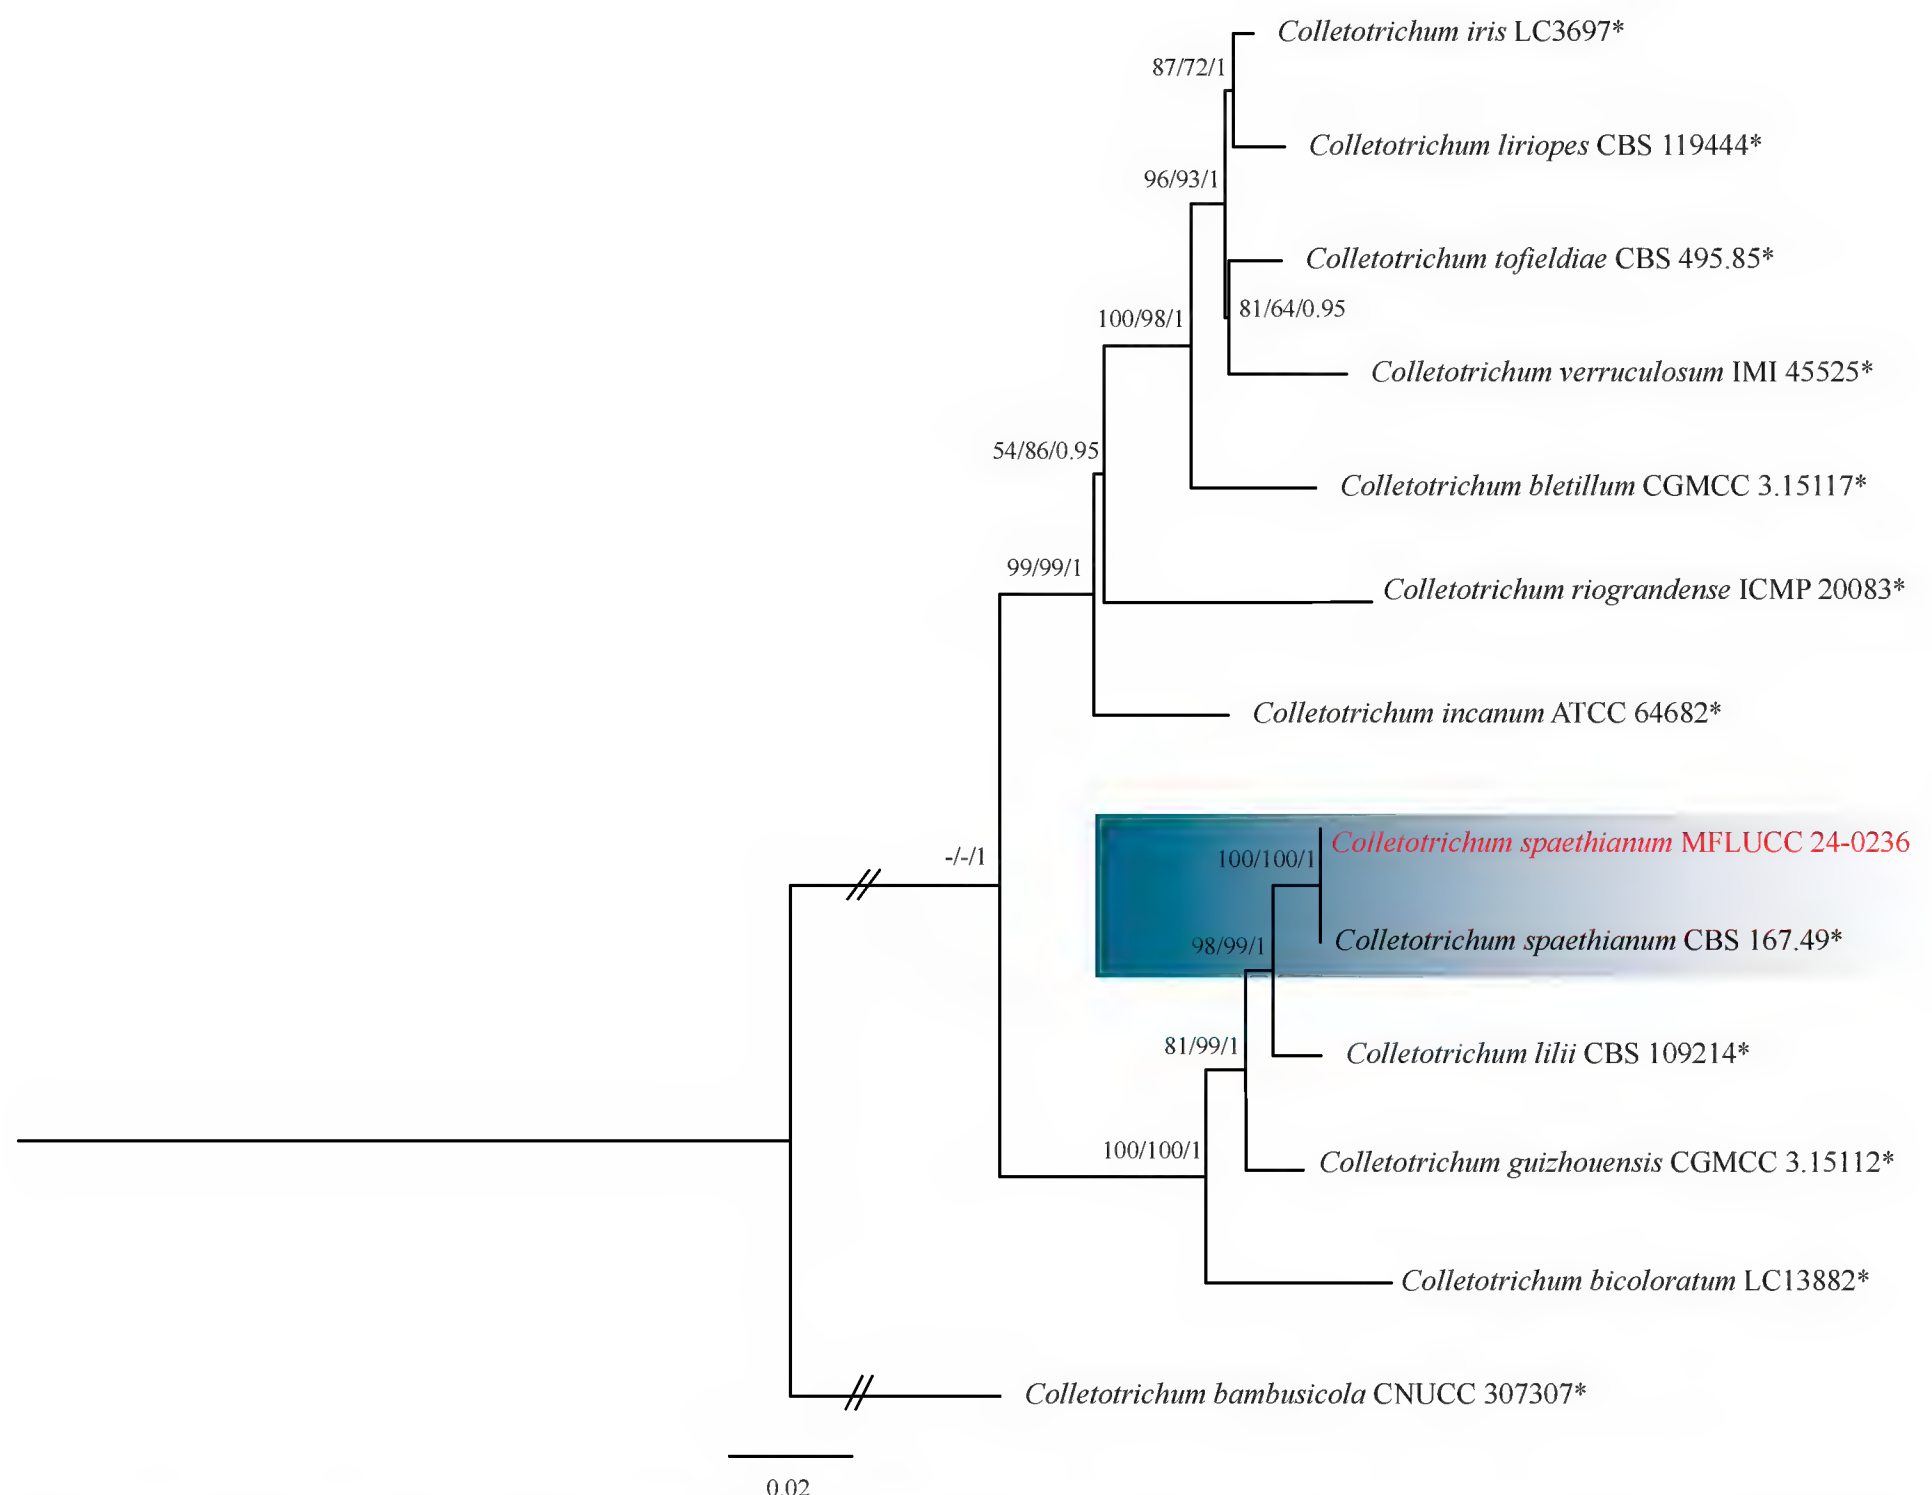 Colletotrichum iris LC3697*
87/72/1
Colletotrichum liriopes CBS 119444*
96/93/1
Colletotrichum tofieldiae CBS 495.85*
81/64/0.95
100/98/1
Colletotrichum verruculosum IMI 45525*
54/86/0.95
Colletotrichum bletillum CGMCC 3.15117*
99/99/1
Colletotrichum riograndense ICMP 20083*
Colletotrichum incanum ATCC 64682*
-/-/1
Colletotrichum spaethianum MFLUCC 24-0236
100/100/1
Colletotrichum spaethianum CBS 167.49*
98/99/1
81/99/1
Colletotrichum lilii CBS 109214*
100/100/1
Colletotrichum guizhouensis CGMCC 3.15112*
Colletotrichum bicoloratum LC13882*
Colletotrichum bambusicola CNUCC 307307*
0.02